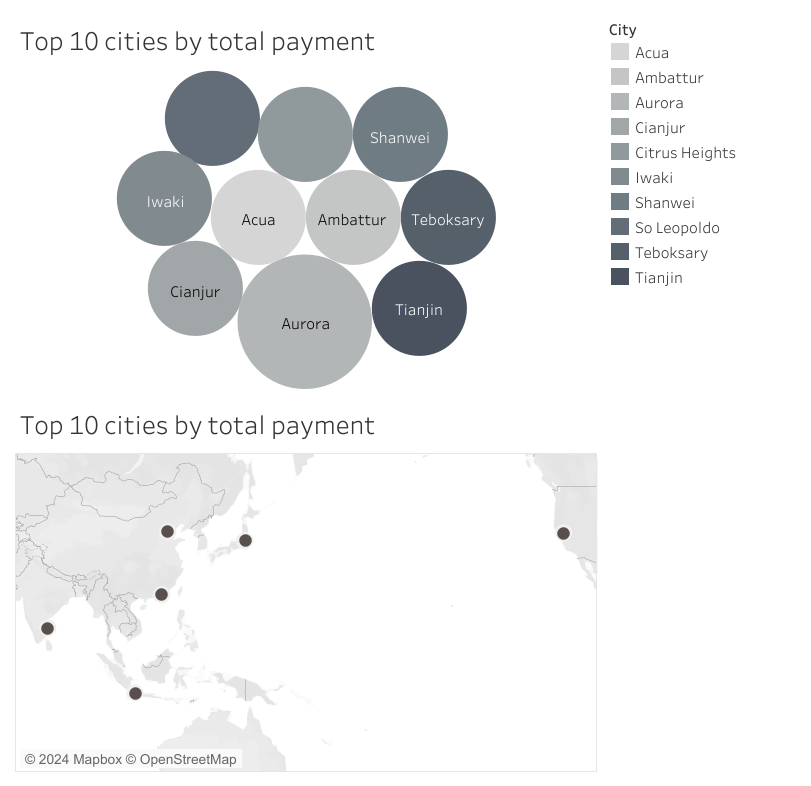 Top 10 cities by total payment
Shanwei
Iwaki
Acua
Ambattur
Teboksary
Cianjur
Aurora
Tianjin
City
Acua
Ambattur
Aurora
Cianjur
Citrus Heights
Iwaki
Shanwei
So Leopoldo
Teboksary
Tianjin
Top 10 cities by total payment
© 2024 Mapbox © OpenStreetMap